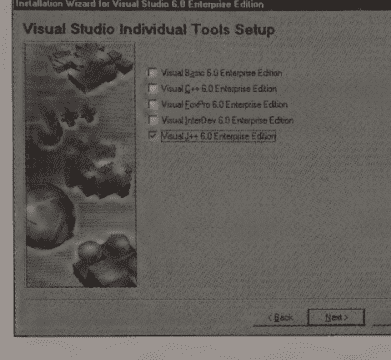 Installation Wizard for Visual Studio 6.0 Enterprise Edition
Visual Studio Individual Tools Setup
Visual Basic 6.0 Enterprise Edition
Visual C++ 6.0 Enterprise Edition
Visual FoxPro 6.0 Enterprise Edition
Visual InterDev 6.0 Enterprise Edition
Visual J++ 6.0 Enterprise Edition
< Back Next >